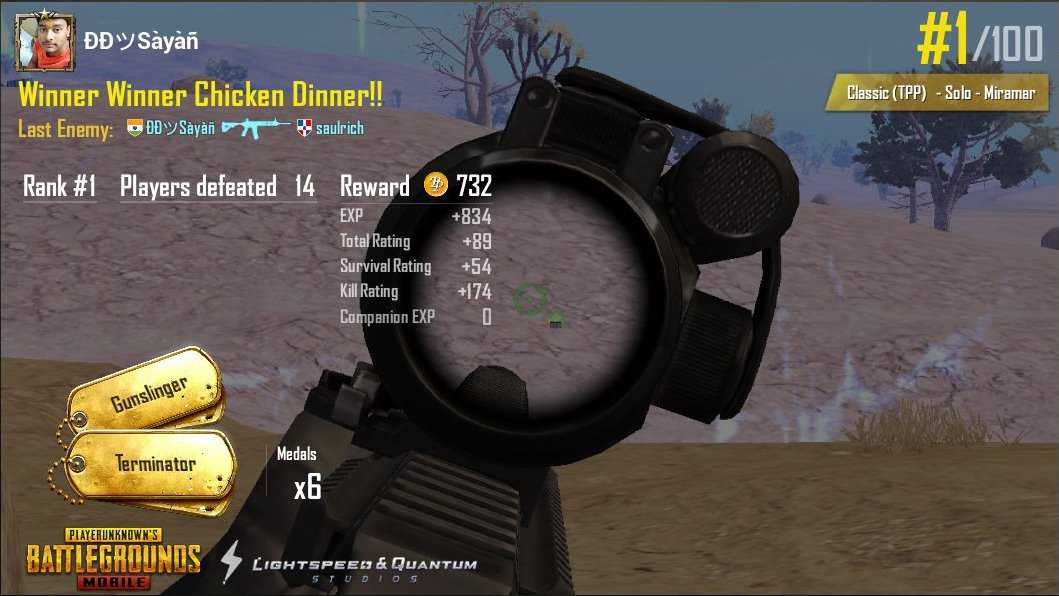 ĐĐツSàyàñ
#1/100
Classic (TPP) - Solo - Miramar
Winner Winner Chicken Dinner!!
Last Enemy: ĐĐツSàyàñ saulrich
Rank #1 Players defeated 14 Reward 732
EXP +834
Total Rating +89
Survival Rating +54
Kill Rating +174
Companion EXP 0
Gunslinger
Terminator
Medals
x6
PLAYERUNKNOWN'S
BATTLEGROUNDS
MOBILE
LIGHTSPEED & QUANTUM
STUDIOS